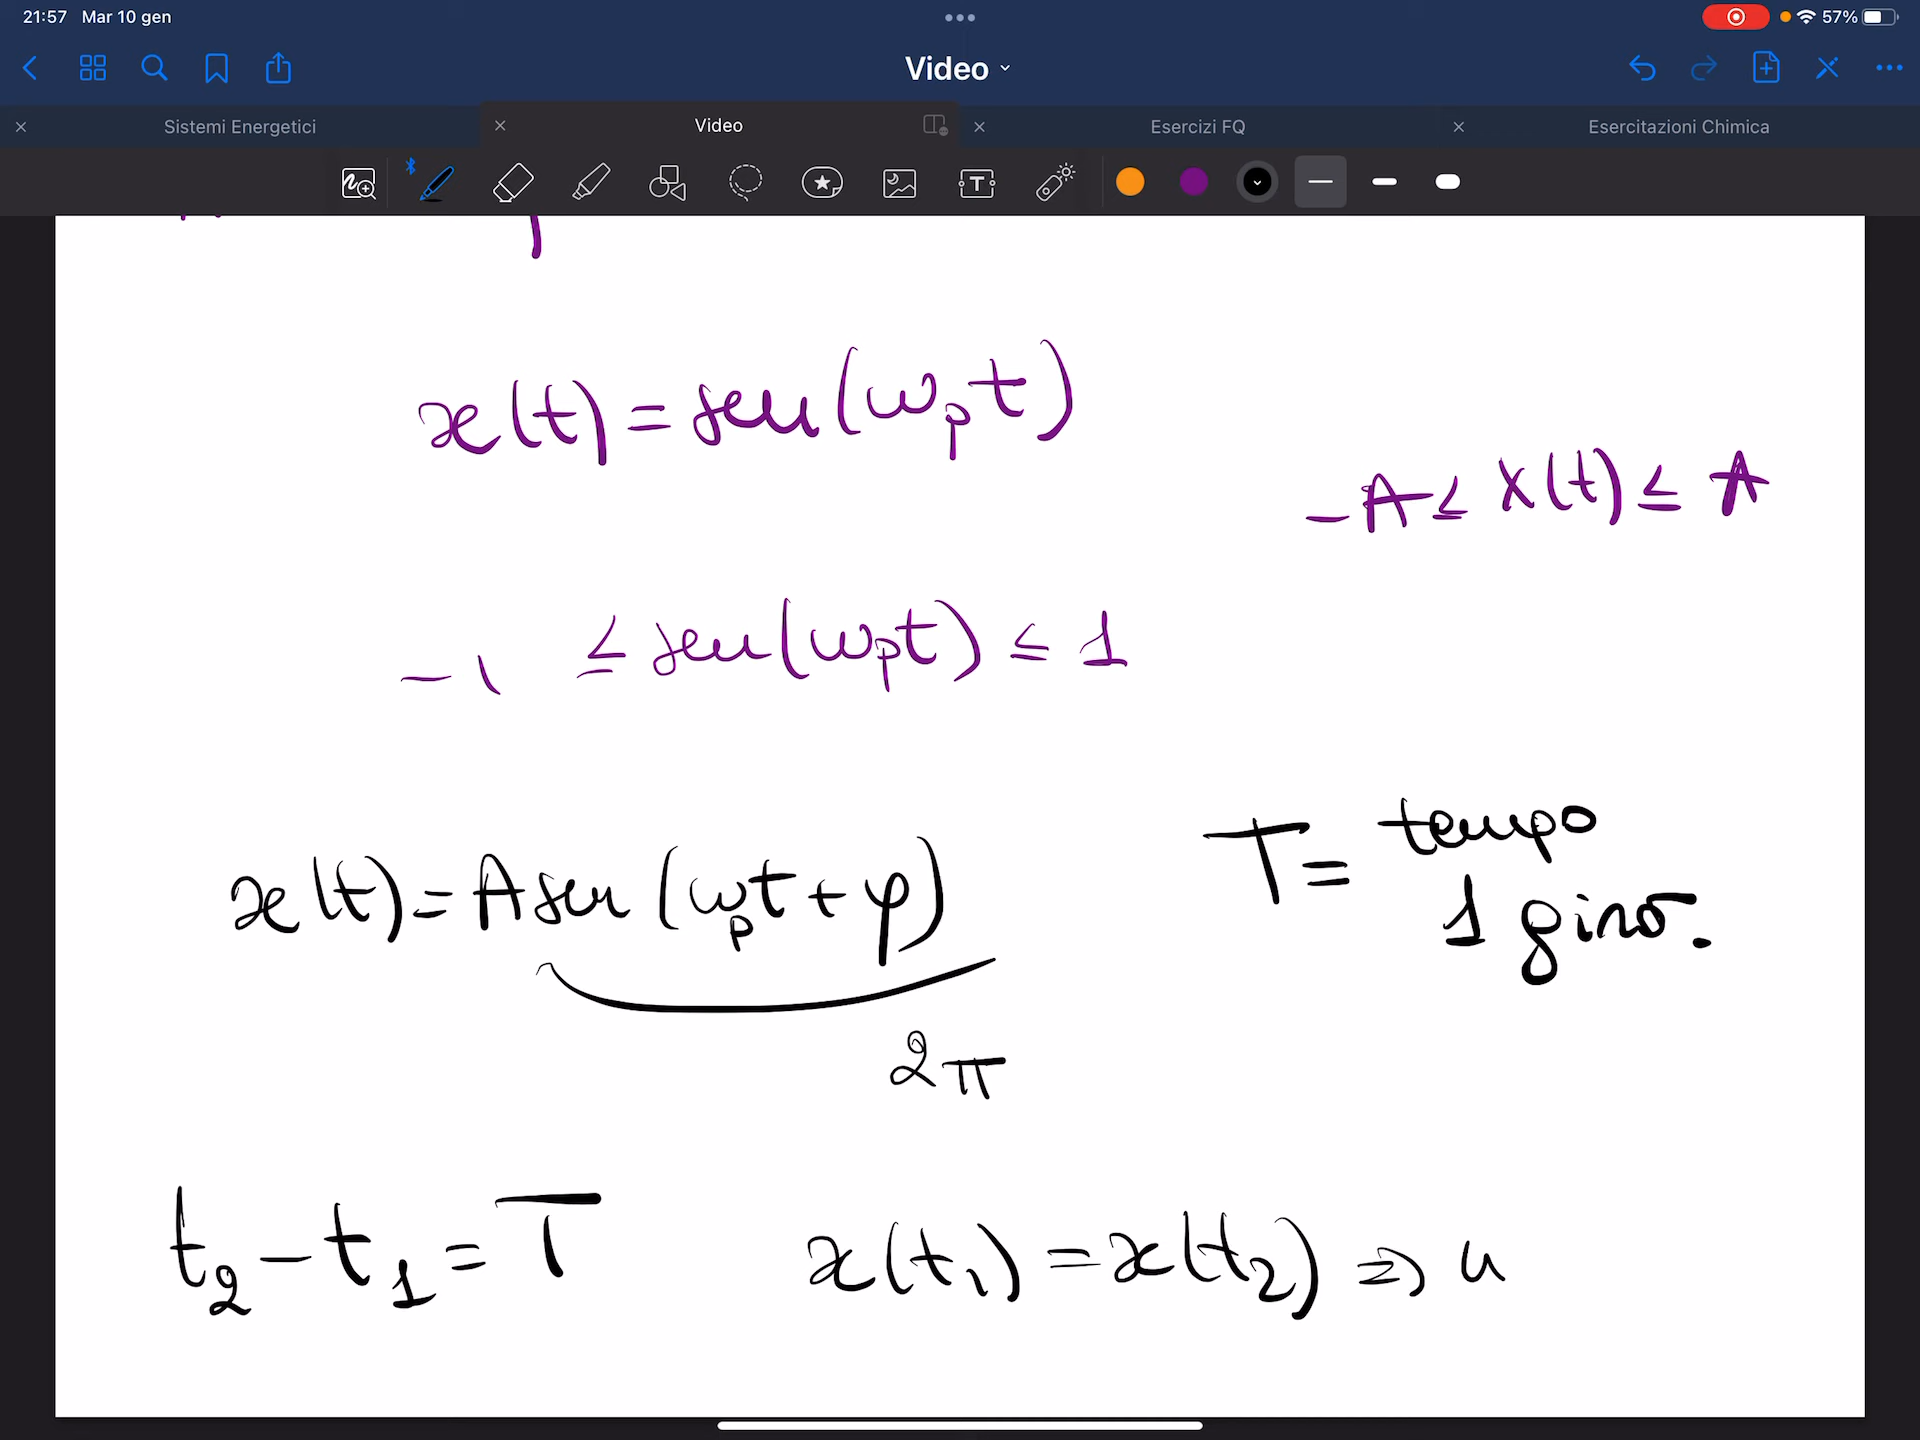 21:57 Mar 10 gen 57%
Video
Sistemi Energetici Video Esercizi FQ Esercitazioni Chimica
x(t) = sen(ωₚt)
-A ≤ x(t) ≤ A
-1 ≤ sen(ωₚt) ≤ 1
x(t) = A sen(ωₚt + φ)
2π
T = tempo
1 giro.
t₂ - t₁ = T x(t₁) = x(t₂) ⇒ u